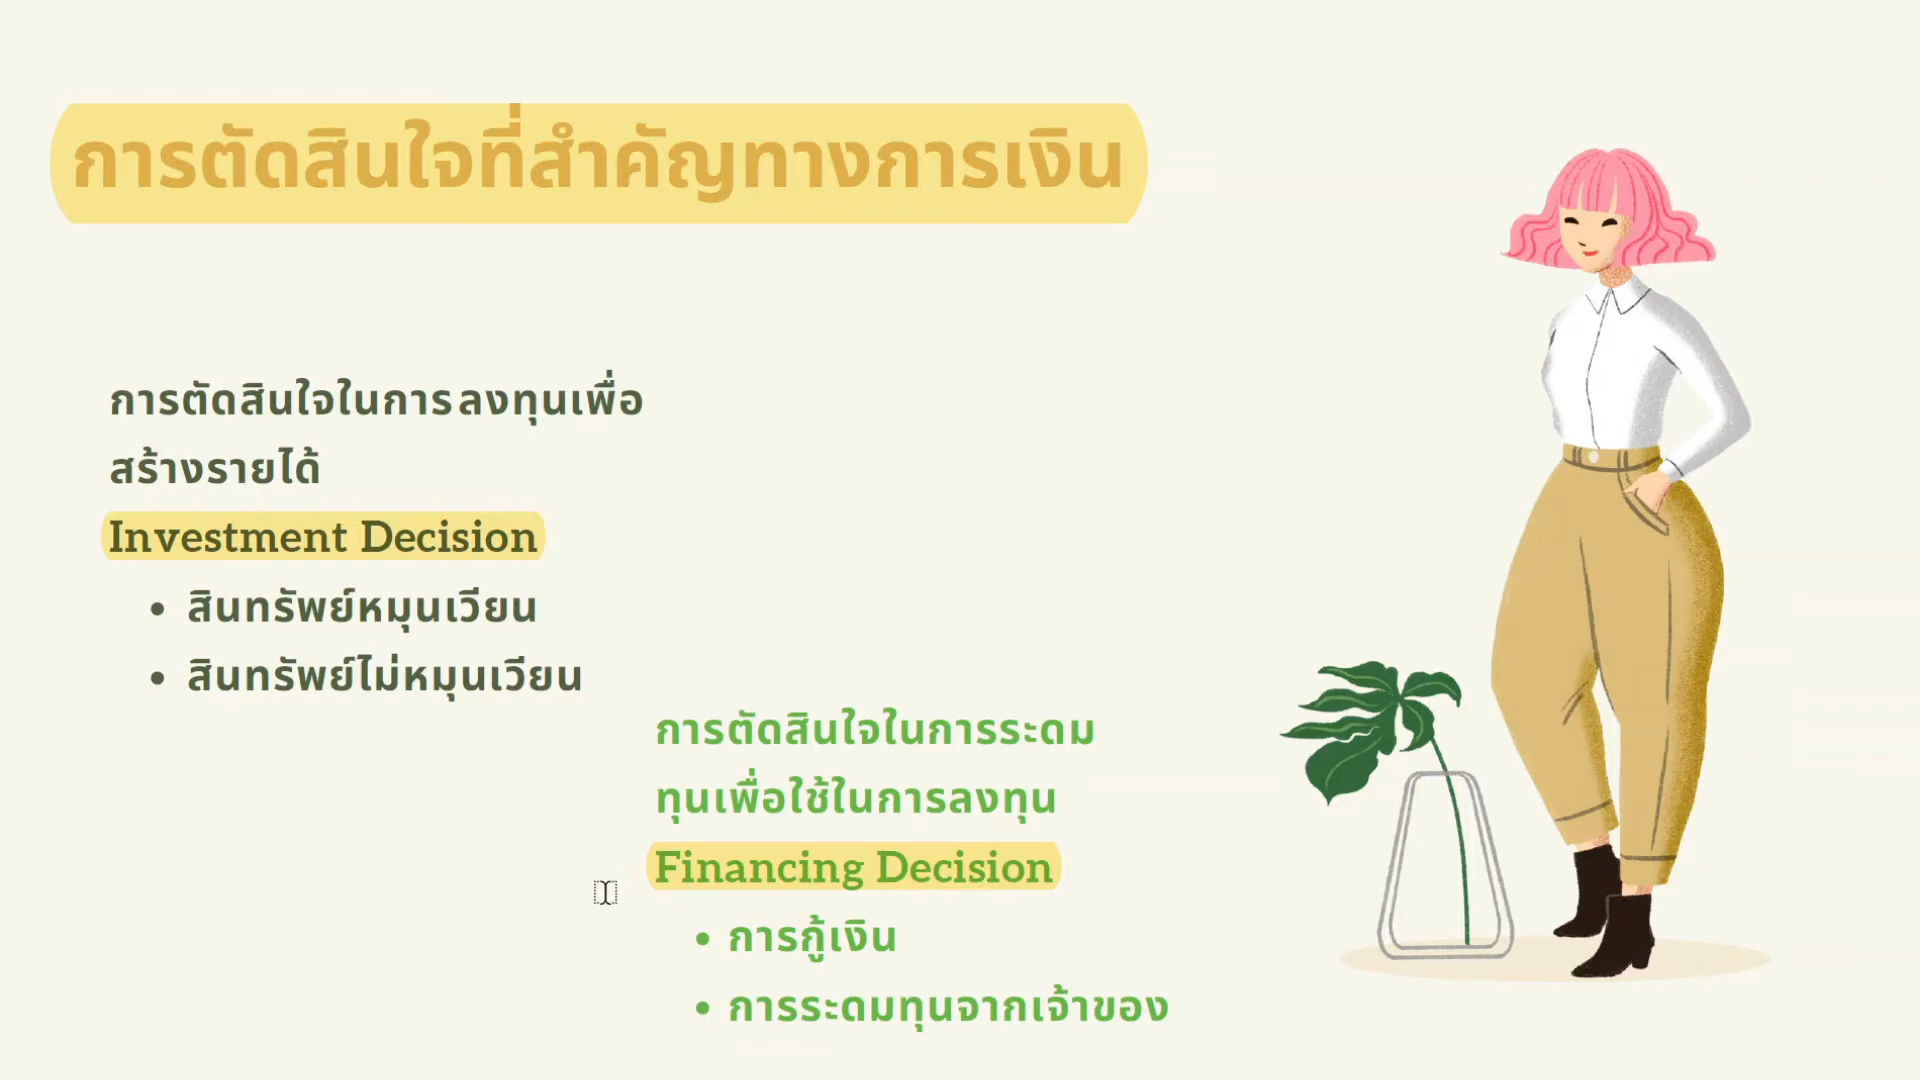 การตัดสินใจที่สำคัญทางการเงิน
การตัดสินใจในการลงทุนเพื่อ
สร้างรายได้
Investment Decision
• สินทรัพย์หมุนเวียน
• สินทรัพย์ไม่หมุนเวียน
การตัดสินใจในการระดม
ทุนเพื่อใช้ในการลงทุน
Financing Decision
• การกู้เงิน
• การระดมทุนจากเจ้าของ